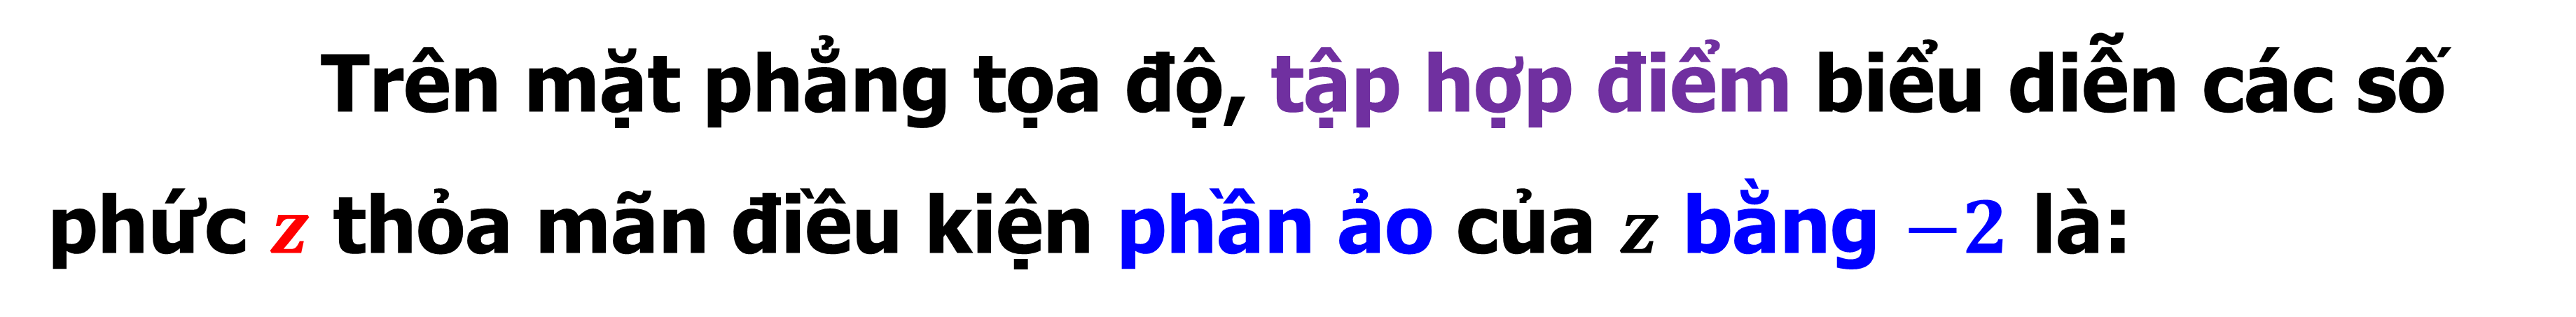 Trên mặt phẳng tọa độ, tập hợp điểm biểu diễn các số
phức z thỏa mãn điều kiện phần ảo của z bằng −2 là: